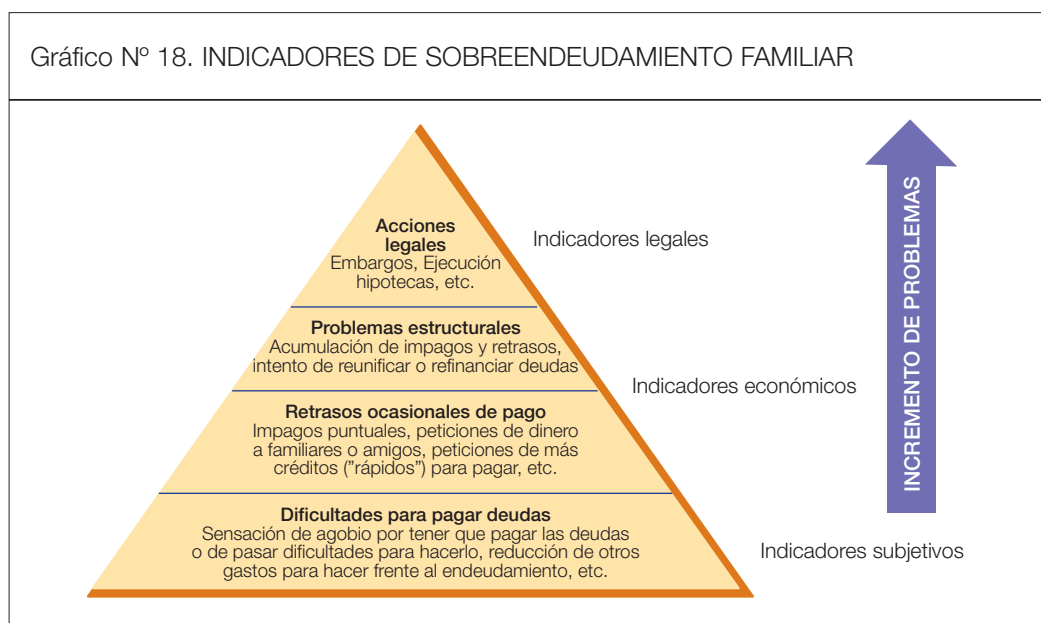 Gráfico Nº 18. INDICADORES DE SOBREENDEUDAMIENTO FAMILIAR
Acciones
legales
Embargos, Ejecución
hipotecas, etc.
Indicadores legales
Problemas estructurales
Acumulación de impagos y retrasos,
intento de reunificar o refinanciar deudas
Indicadores económicos
Retrasos ocasionales de pago
Impagos puntuales, peticiones de dinero
a familiares o amigos, peticiones de más
créditos ("rápidos") para pagar, etc.
Dificultades para pagar deudas
Sensación de agobio por tener que pagar las deudas
o de pasar dificultades para hacerlo, reducción de otros
gastos para hacer frente al endeudamiento, etc.
Indicadores subjetivos
INCREMENTO DE PROBLEMAS